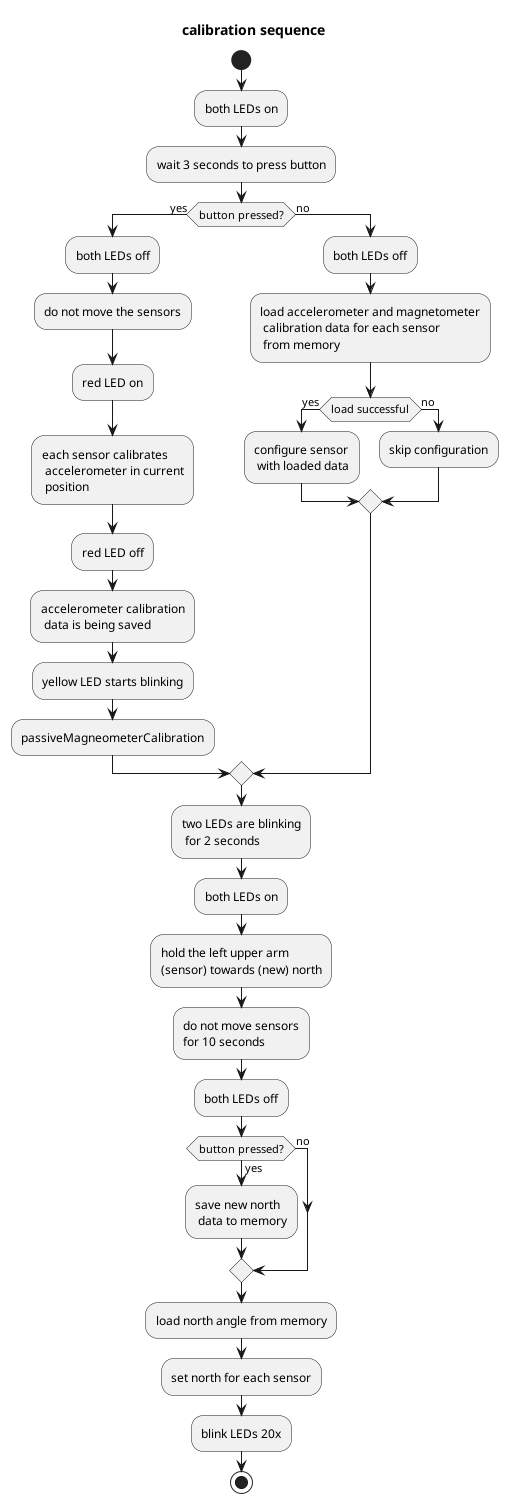 calibration sequence
both LEDs on
wait 3 seconds to press button
yes
button pressed?
no
both LEDs off
do not move the sensors
red LED on
each sensor calibrates
accelerometer in current
position
red LED off
accelerometer calibration
data is being saved
yellow LED starts blinking
passiveMagneometerCalibration
both LEDs off
load accelerometer and magnetometer
calibration data for each sensor
from memory
yes
load successful
no
configure sensor
with loaded data
skip configuration
two LEDs are blinking
for 2 seconds
both LEDs on
hold the left upper arm
(sensor) towards (new) north
do not move sensors
for 10 seconds
both LEDs off
button pressed?
no
yes
save new north
data to memory
load north angle from memory
set north for each sensor
blink LEDs 20x